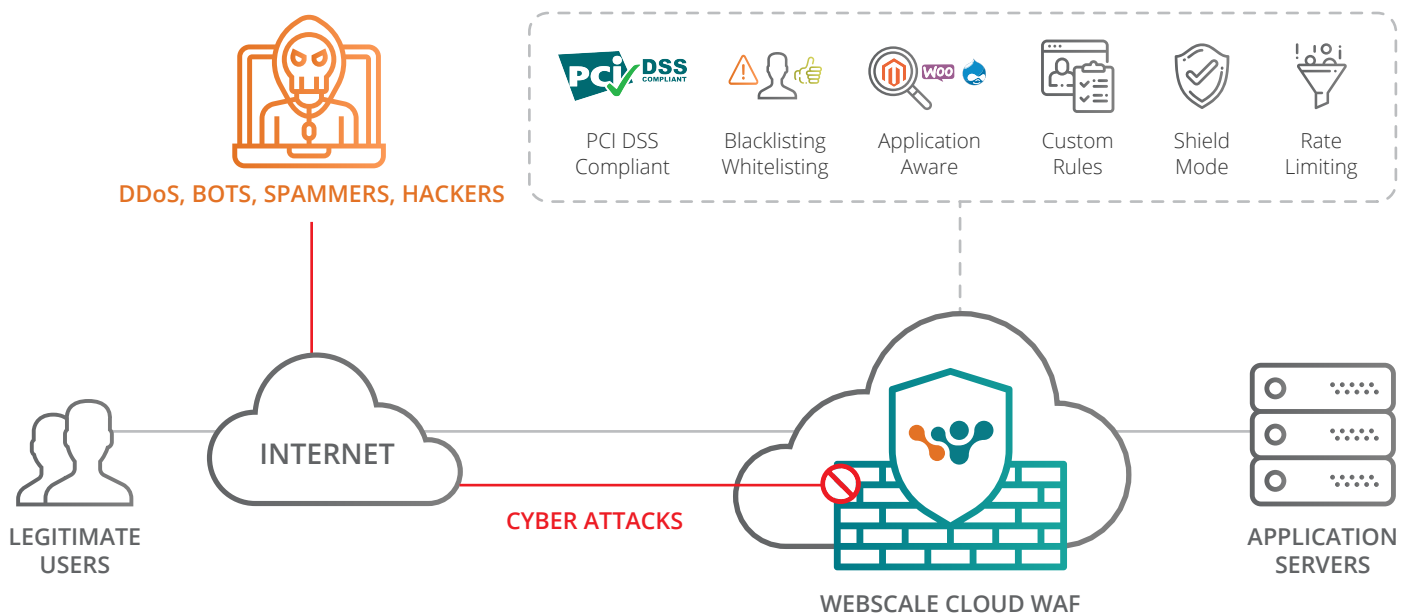 PCI DSS
COMPLIANT
WOO
PCI DSS
Compliant
Blacklisting
Whitelisting
Application
Aware
Custom
Rules
Shield
Mode
Rate
Limiting
DDoS, BOTS, SPAMMERS, HACKERS
INTERNET
CYBER ATTACKS
LEGITIMATE
USERS
APPLICATION
SERVERS
WEBSCALE CLOUD WAF